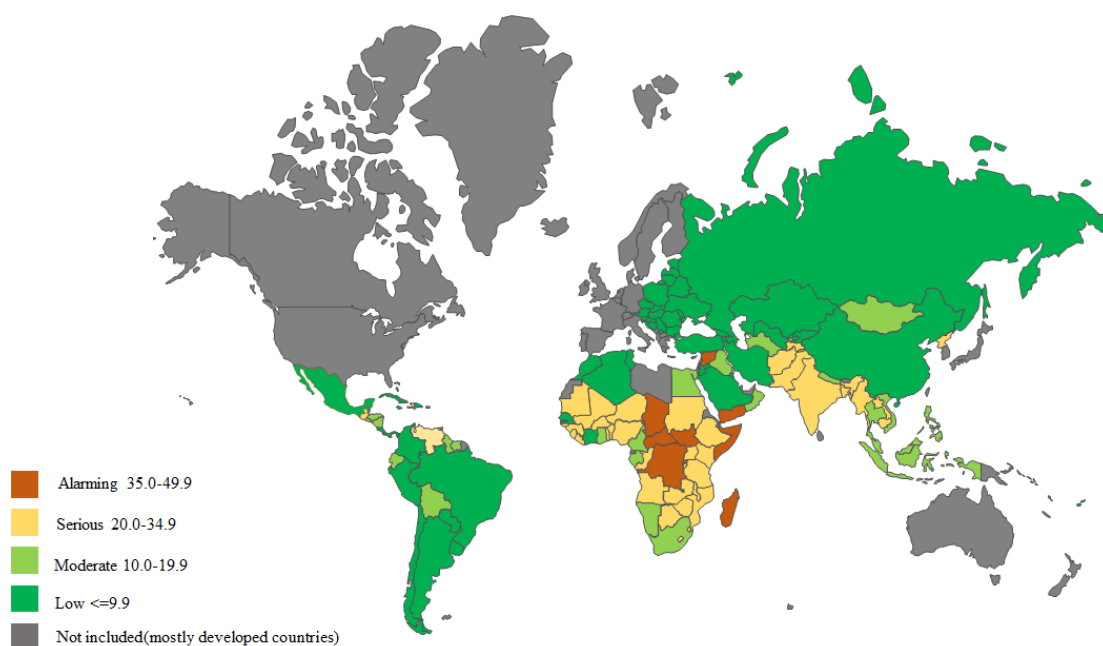 Alarming 35.0-49.9
Serious 20.0-34.9
Moderate 10.0-19.9
Low <=9.9
Not included(mostly developed countries)